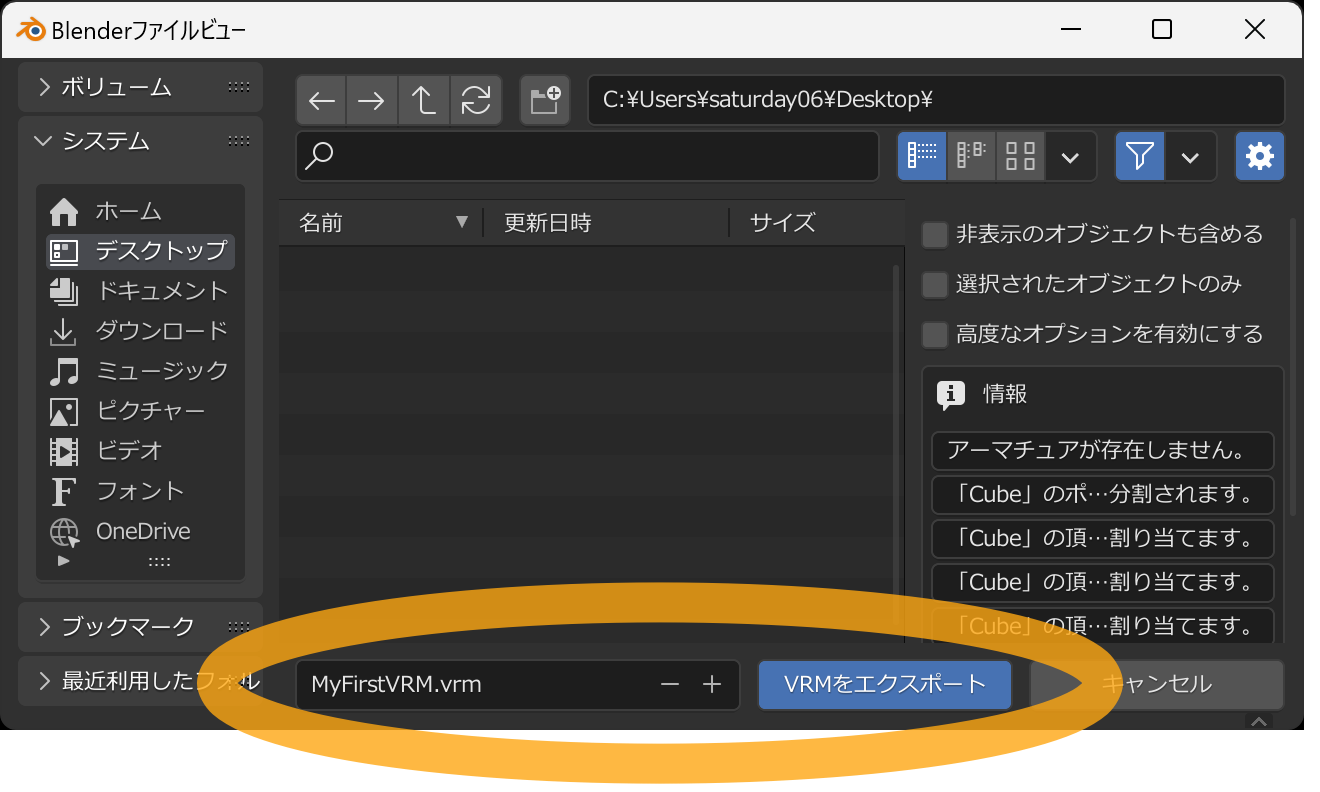 Blenderファイルビュー
ボリューム
システム
ホーム
デスクトップ
ドキュメント
ダウンロード
ミュージック
ピクチャー
ビデオ
フォント
OneDrive
ブックマーク
最近利用したファイル
C:¥Users¥saturday06¥Desktop¥
名前 更新日時 サイズ
非表示のオブジェクトも含める
選択されたオブジェクトのみ
高度なオプションを有効にする
情報
アーマチュアが存在しません。
「Cube」のポ…分割されます。
「Cube」の頂…割り当てます。
「Cube」の頂…割り当てます。
「Cube」の頂…割り当てます。
MyFirstVRM.vrm
VRMをエクスポート
キャンセル